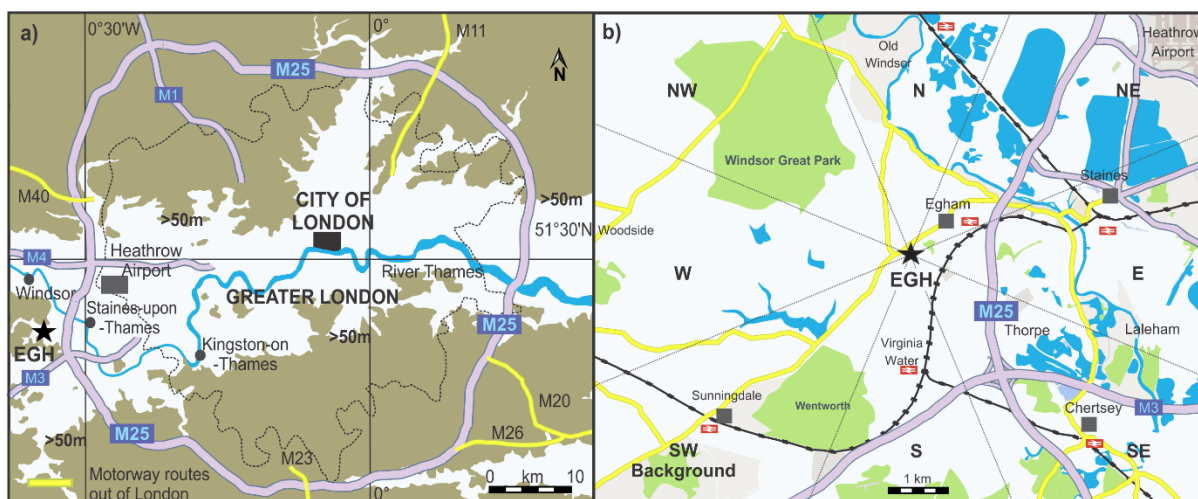 a)
0°30'W
0°
M11
M25
N
M1
M40
>50m
CITY OF
LONDON
>50m
51°30'N
M4
Heathrow
Airport
River Thames
Windsor
GREATER LONDON
Staines-upon
-Thames
M25
EGH
>50m
Kingston-on
-Thames
M3
M20
>50m
M25
M26
M23
0 km 10
Motorway routes
out of London
0°
b)
Old
Windsor
Heathrow
Airport
NW
N
NE
Windsor Great Park
Staines
Egham
Woodside
W
EGH
E
M25
Thorpe
Laleham
Virginia
Water
Sunningdale
Wentworth
Chertsey
M3
SW
Background
S
SE
1 km